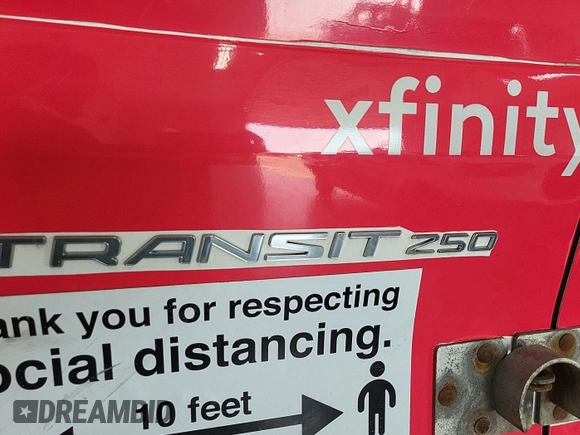 xfinity
TRANSIT 250
ank you for respecting
ocial distancing.
10 feet
DREAMBID